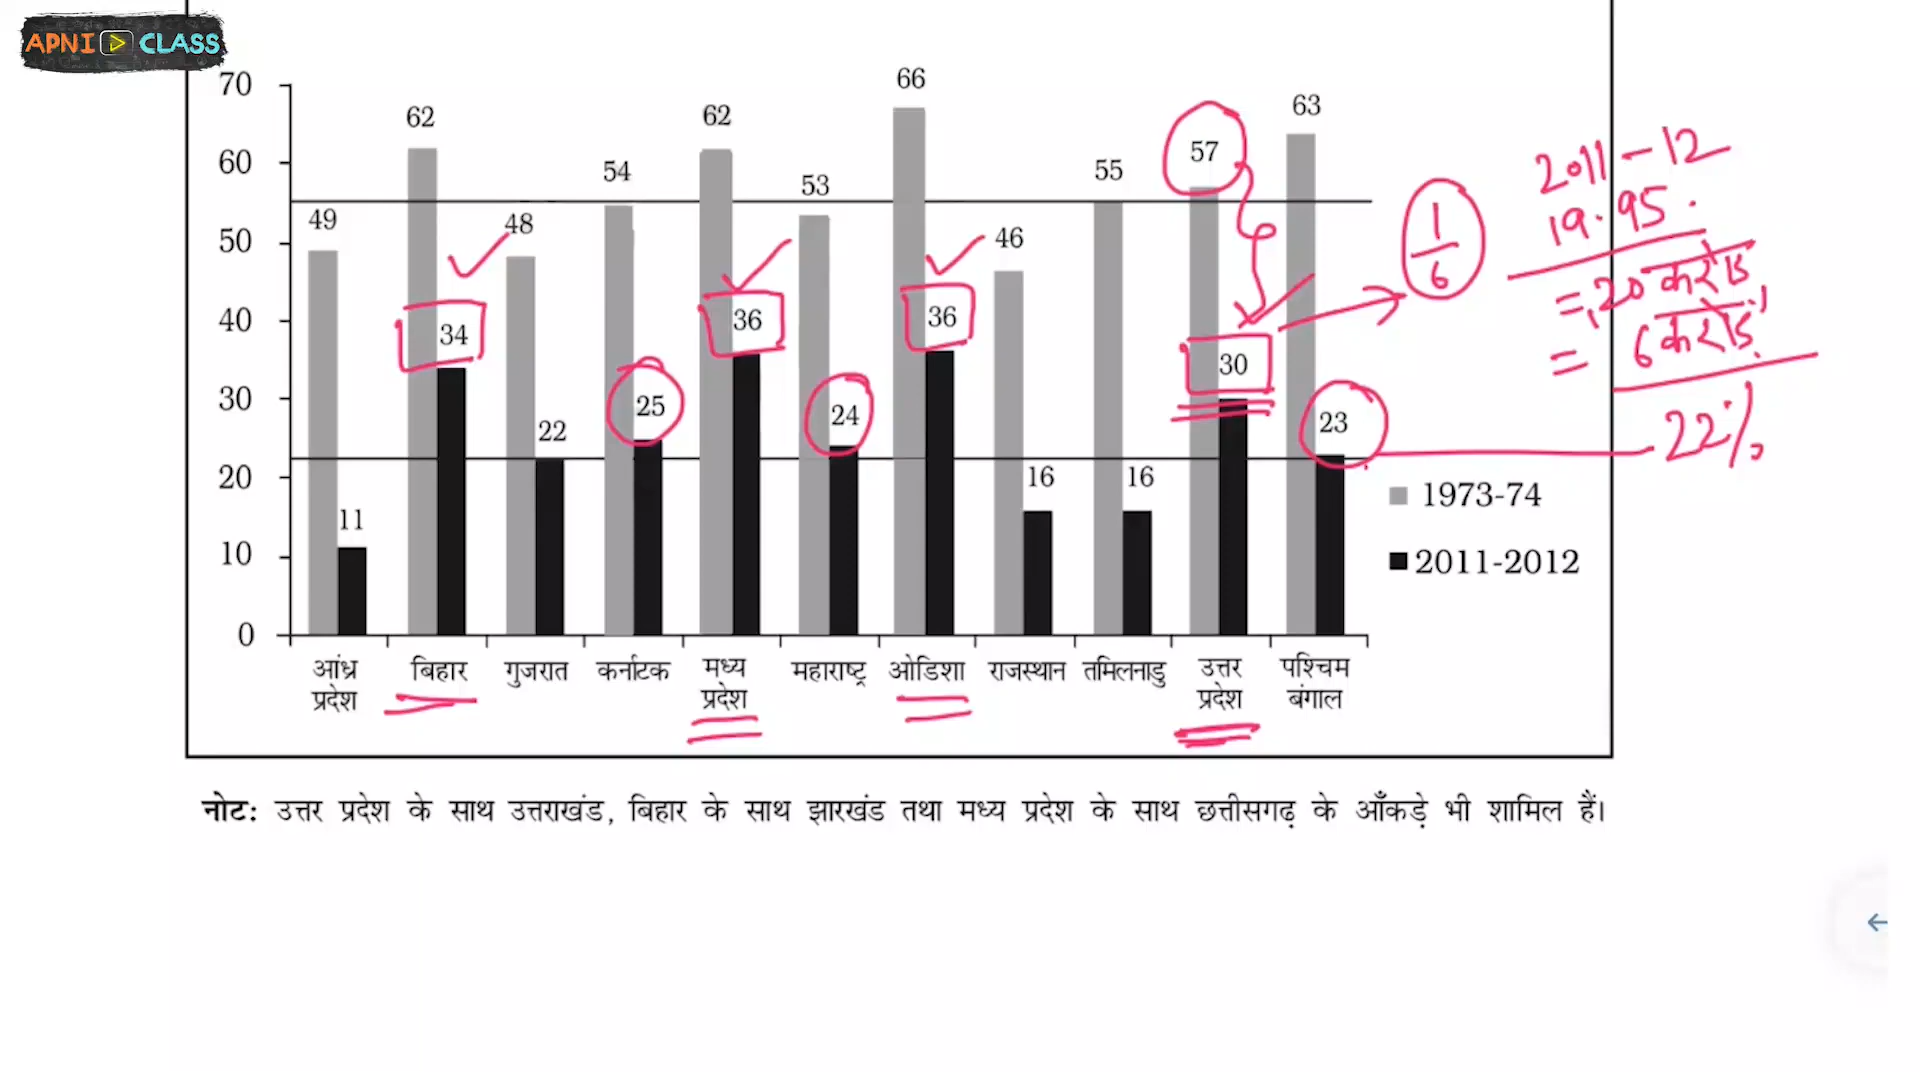 APNI CLASS
70
60
50
40
30
20
10
0
49
11
62
34
48
22
54
25
62
36
53
24
66
36
46
16
55
16
57
30
63
23
1973-74
2011-2012
आंध्र
प्रदेश
बिहार
गुजरात
कर्नाटक
मध्य
प्रदेश
महाराष्ट्र
ओडिशा
राजस्थान
तमिलनाडु
उत्तर
प्रदेश
पश्चिम
बंगाल
1
6
2011-12
19.95
= 20 करोड़
= 6 करोड़
22%
नोट: उत्तर प्रदेश के साथ उत्तराखंड, बिहार के साथ झारखंड तथा मध्य प्रदेश के साथ छत्तीसगढ़ के आँकड़े भी शामिल हैं।